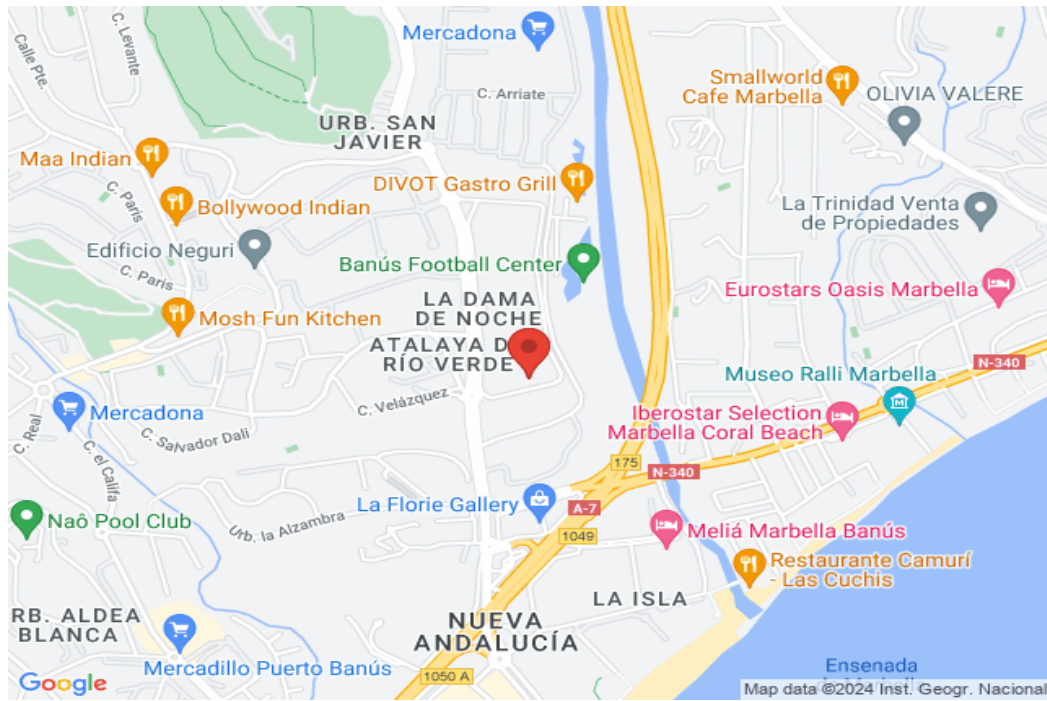 Mercadona
C. Levante
Calle Pte.
Smallworld
Cafe Marbella
C. Arriate
OLIVIA VALERE
URB. SAN
JAVIER
Maa Indian
DIVOT Gastro Grill
C. Paris
Bollywood Indian
La Trinidad Venta
de Propiedades
Edificio Neguri
Banús Football Center
C. Paris
Eurostars Oasis Marbella
LA DAMA
DE NOCHE
Mosh Fun Kitchen
ATALAYA D
RÍO VERDE
N-340
Museo Ralli Marbella
C. Velázquez
Mercadona
Iberostar Selection
Marbella Coral Beach
C. Real
C. Salvador Dali
175
N-340
C. el Califa
La Florie Gallery
A-7
Naô Pool Club
Urb. la Alzambra
1049
Meliá Marbella Banús
Restaurante Camurí
- Las Cuchis
LA ISLA
RB. ALDEA
BLANCA
NUEVA
ANDALUCÍA
Mercadillo Puerto Banús
1050 A
Ensenada
Google
Map data ©2024 Inst. Geogr. Nacional